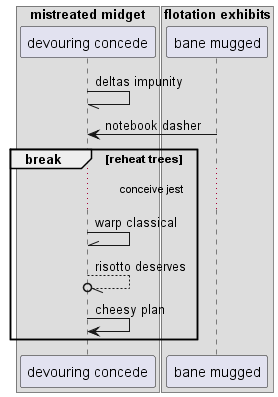 mistreated midget flotation exhibits
devouring concede bane mugged
deltas impunity
notebook dasher
break [reheat trees]
conceive jest
warp classical
risotto deserves
cheesy plan
devouring concede bane mugged